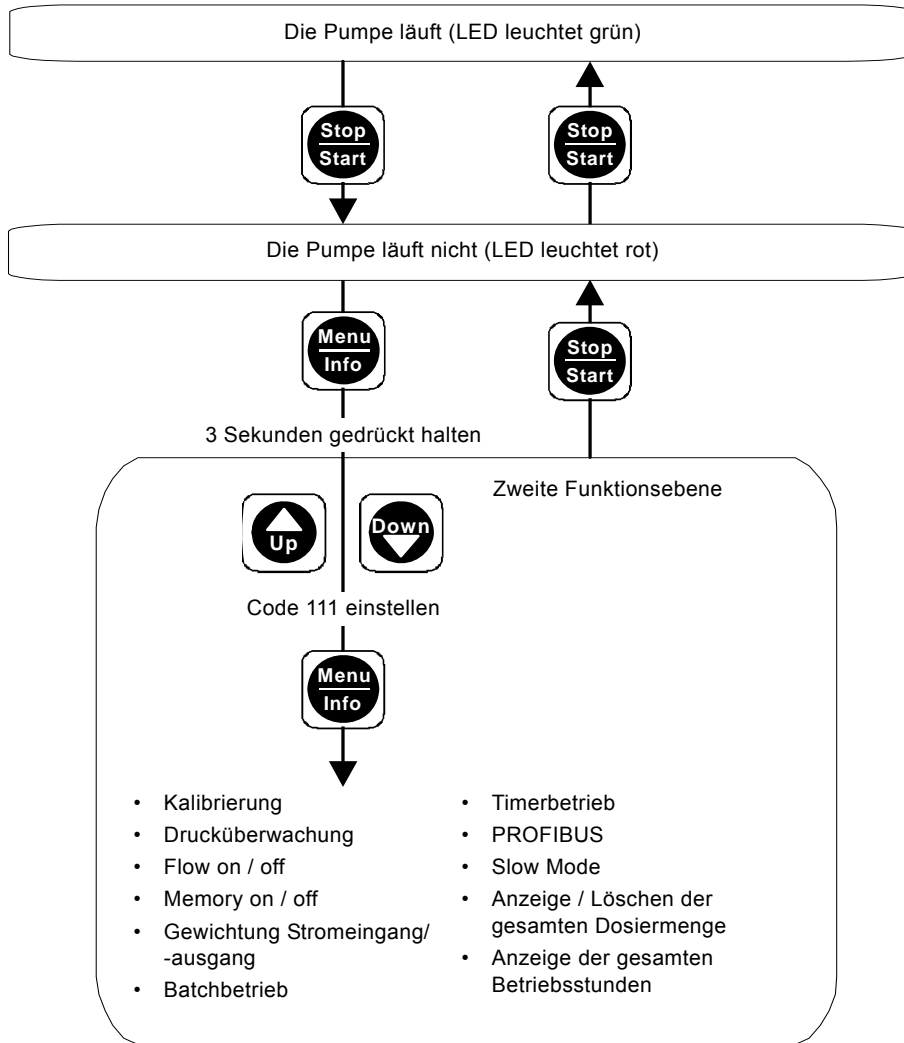 Die Pumpe läuft (LED leuchtet grün)
Stop
Start
Stop
Start
Die Pumpe läuft nicht (LED leuchtet rot)
Menu
Info
Stop
Start
3 Sekunden gedrückt halten
Zweite Funktionsebene
Up
Down
Code 111 einstellen
Menu
Info
• Kalibrierung
• Drucküberwachung
• Flow on / off
• Memory on / off
• Gewichtung Stromeingang/
-ausgang
• Batchbetrieb
• Timerbetrieb
• PROFIBUS
• Slow Mode
• Anzeige / Löschen der
gesamten Dosiermenge
• Anzeige der gesamten
Betriebsstunden